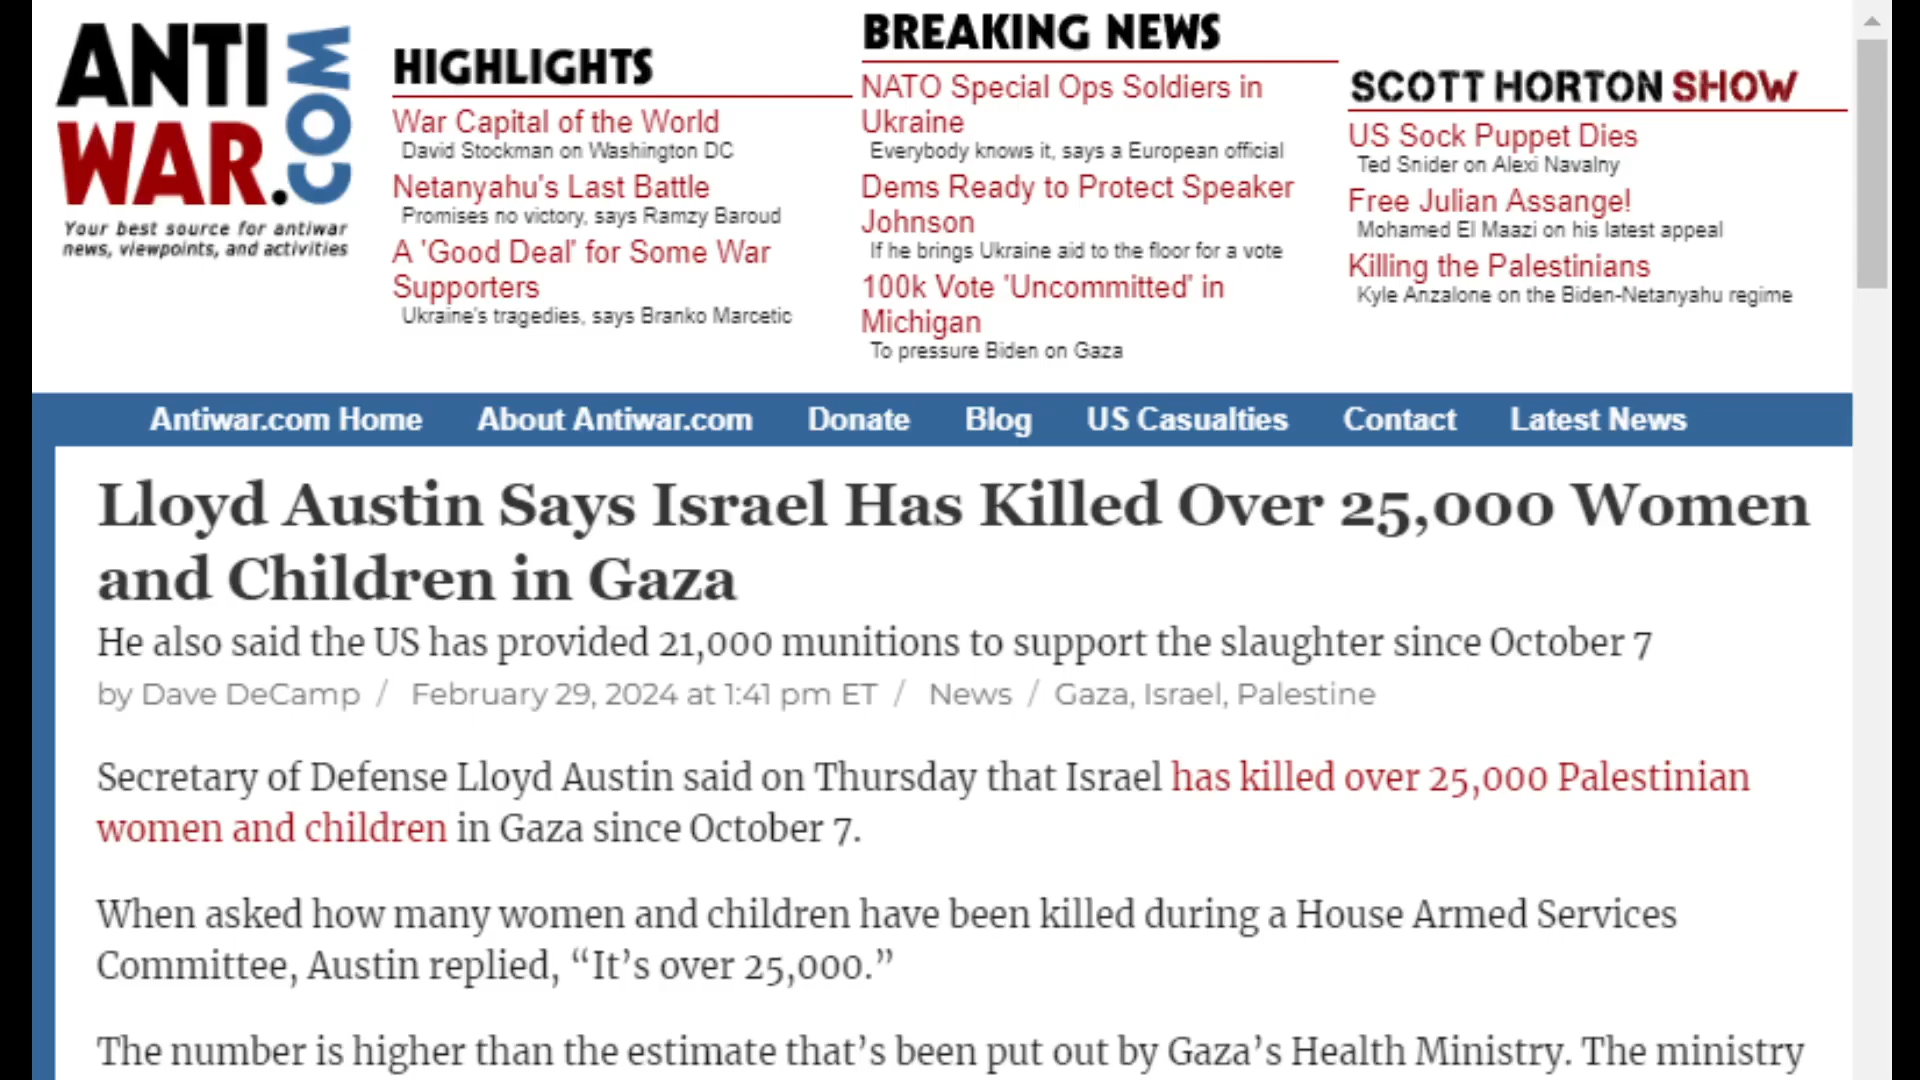 ANTI
WAR.COM
Your best source for antiwar
news, viewpoints, and activities
HIGHLIGHTS
War Capital of the World
David Stockman on Washington DC
Netanyahu's Last Battle
Promises no victory, says Ramzy Baroud
A 'Good Deal' for Some War
Supporters
Ukraine's tragedies, says Branko Marcetic
BREAKING NEWS
NATO Special Ops Soldiers in
Ukraine
Everybody knows it, says a European official
Dems Ready to Protect Speaker
Johnson
If he brings Ukraine aid to the floor for a vote
100k Vote 'Uncommitted' in
Michigan
To pressure Biden on Gaza
SCOTT HORTON SHOW
US Sock Puppet Dies
Ted Snider on Alexi Navalny
Free Julian Assange!
Mohamed El Maazi on his latest appeal
Killing the Palestinians
Kyle Anzalone on the Biden-Netanyahu regime
Antiwar.com Home About Antiwar.com Donate Blog US Casualties Contact Latest News
Lloyd Austin Says Israel Has Killed Over 25,000 Women
and Children in Gaza
He also said the US has provided 21,000 munitions to support the slaughter since October 7
by Dave DeCamp / February 29, 2024 at 1:41 pm ET / News / Gaza, Israel, Palestine
Secretary of Defense Lloyd Austin said on Thursday that Israel has killed over 25,000 Palestinian
women and children in Gaza since October 7.
When asked how many women and children have been killed during a House Armed Services
Committee, Austin replied, “It’s over 25,000.”
The number is higher than the estimate that’s been put out by Gaza’s Health Ministry. The ministry